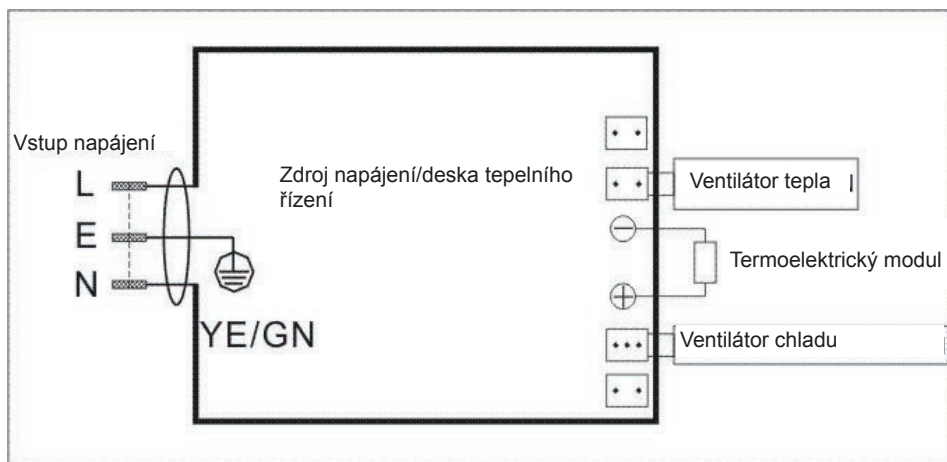 Vstup napájení
L
E
N
YE/GN
Zdroj napájení/deska tepelního
řízení
Ventilátor tepla
Termoelektrický modul
Ventilátor chladu